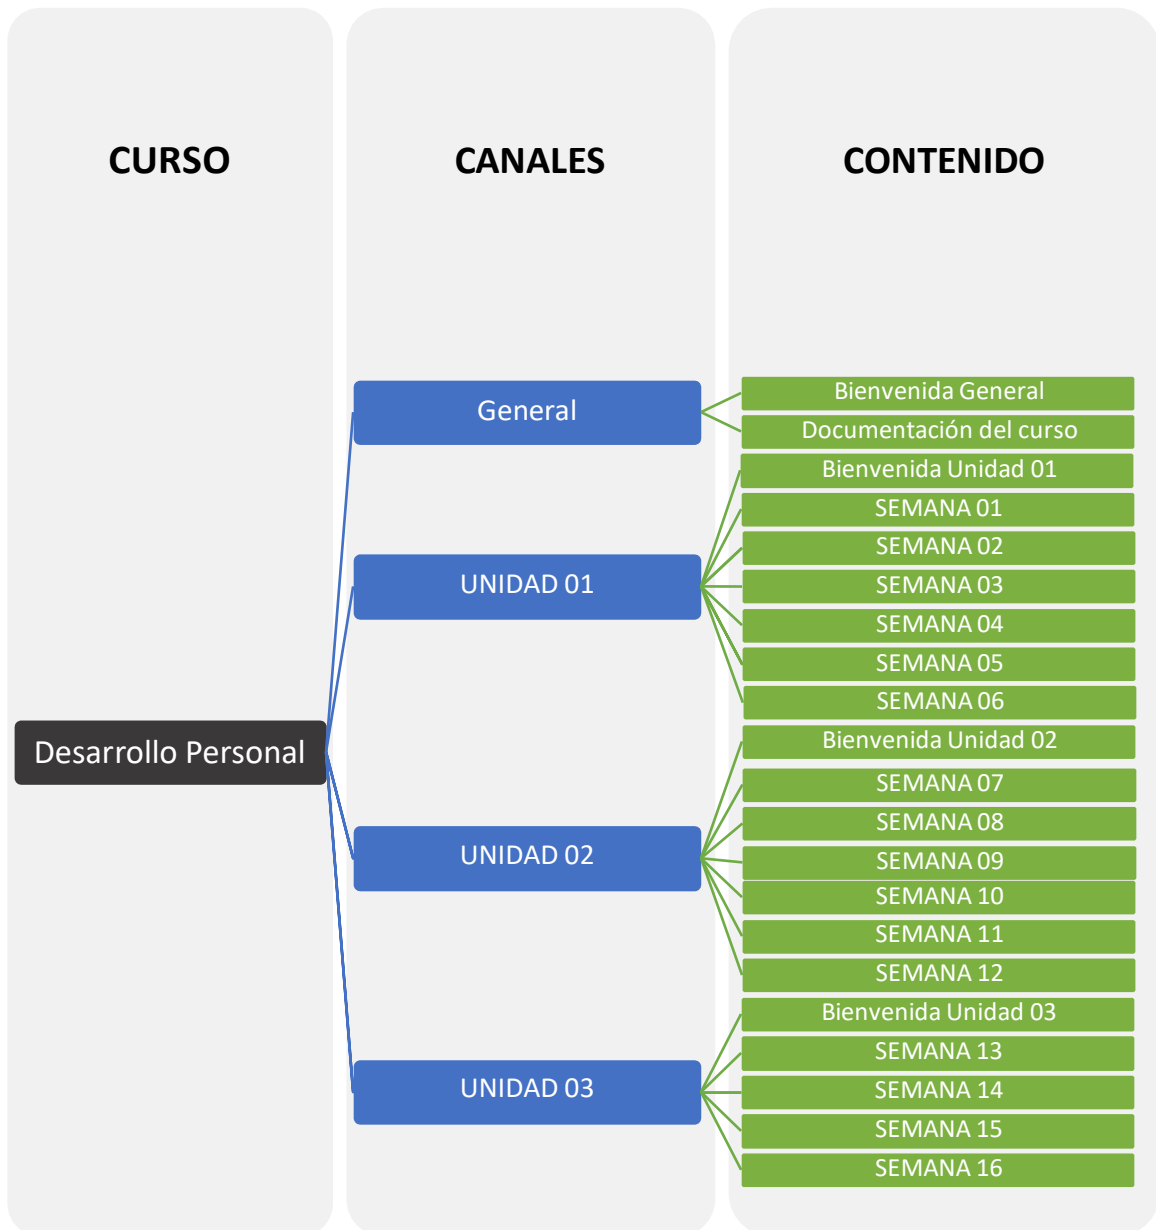 CURSO
CANALES
CONTENIDO
Desarrollo Personal
General
Bienvenida General
Documentación del curso
UNIDAD 01
Bienvenida Unidad 01
SEMANA 01
SEMANA 02
SEMANA 03
SEMANA 04
SEMANA 05
SEMANA 06
UNIDAD 02
Bienvenida Unidad 02
SEMANA 07
SEMANA 08
SEMANA 09
SEMANA 10
SEMANA 11
SEMANA 12
UNIDAD 03
Bienvenida Unidad 03
SEMANA 13
SEMANA 14
SEMANA 15
SEMANA 16